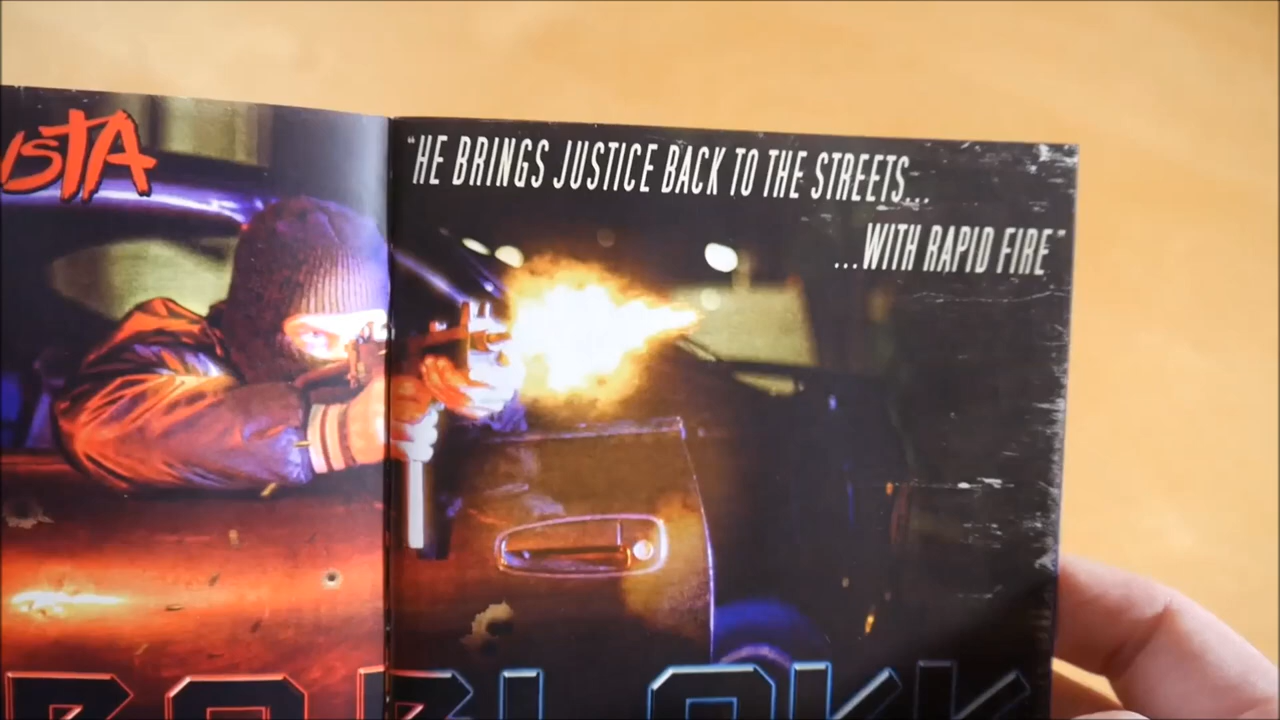 ISTA
"HE BRINGS JUSTICE BACK TO THE STREETS...
...WITH RAPID FIRE"